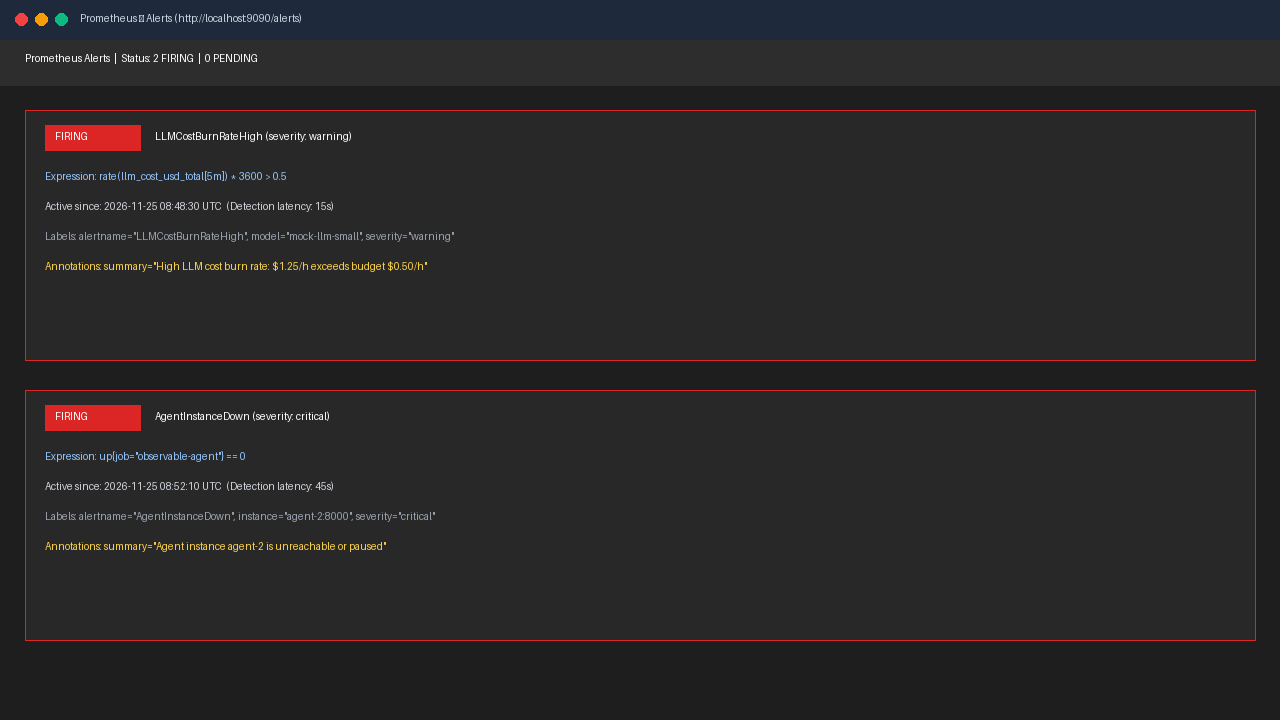 Prometheus ▯ Alerts (http://localhost:9090/alerts)
Prometheus Alerts | Status: 2 FIRING | 0 PENDING
FIRING LLMCostBurnRateHigh (severity: warning)
Expression: rate(llm_cost_usd_total[5m]) * 3600 > 0.5
Active since: 2026-11-25 08:48:30 UTC (Detection latency: 15s)
Labels: alertname="LLMCostBurnRateHigh", model="mock-llm-small", severity="warning"
Annotations: summary="High LLM cost burn rate: $1.25/h exceeds budget $0.50/h"
FIRING AgentInstanceDown (severity: critical)
Expression: up{job="observable-agent"} == 0
Active since: 2026-11-25 08:52:10 UTC (Detection latency: 45s)
Labels: alertname="AgentInstanceDown", instance="agent-2:8000", severity="critical"
Annotations: summary="Agent instance agent-2 is unreachable or paused"